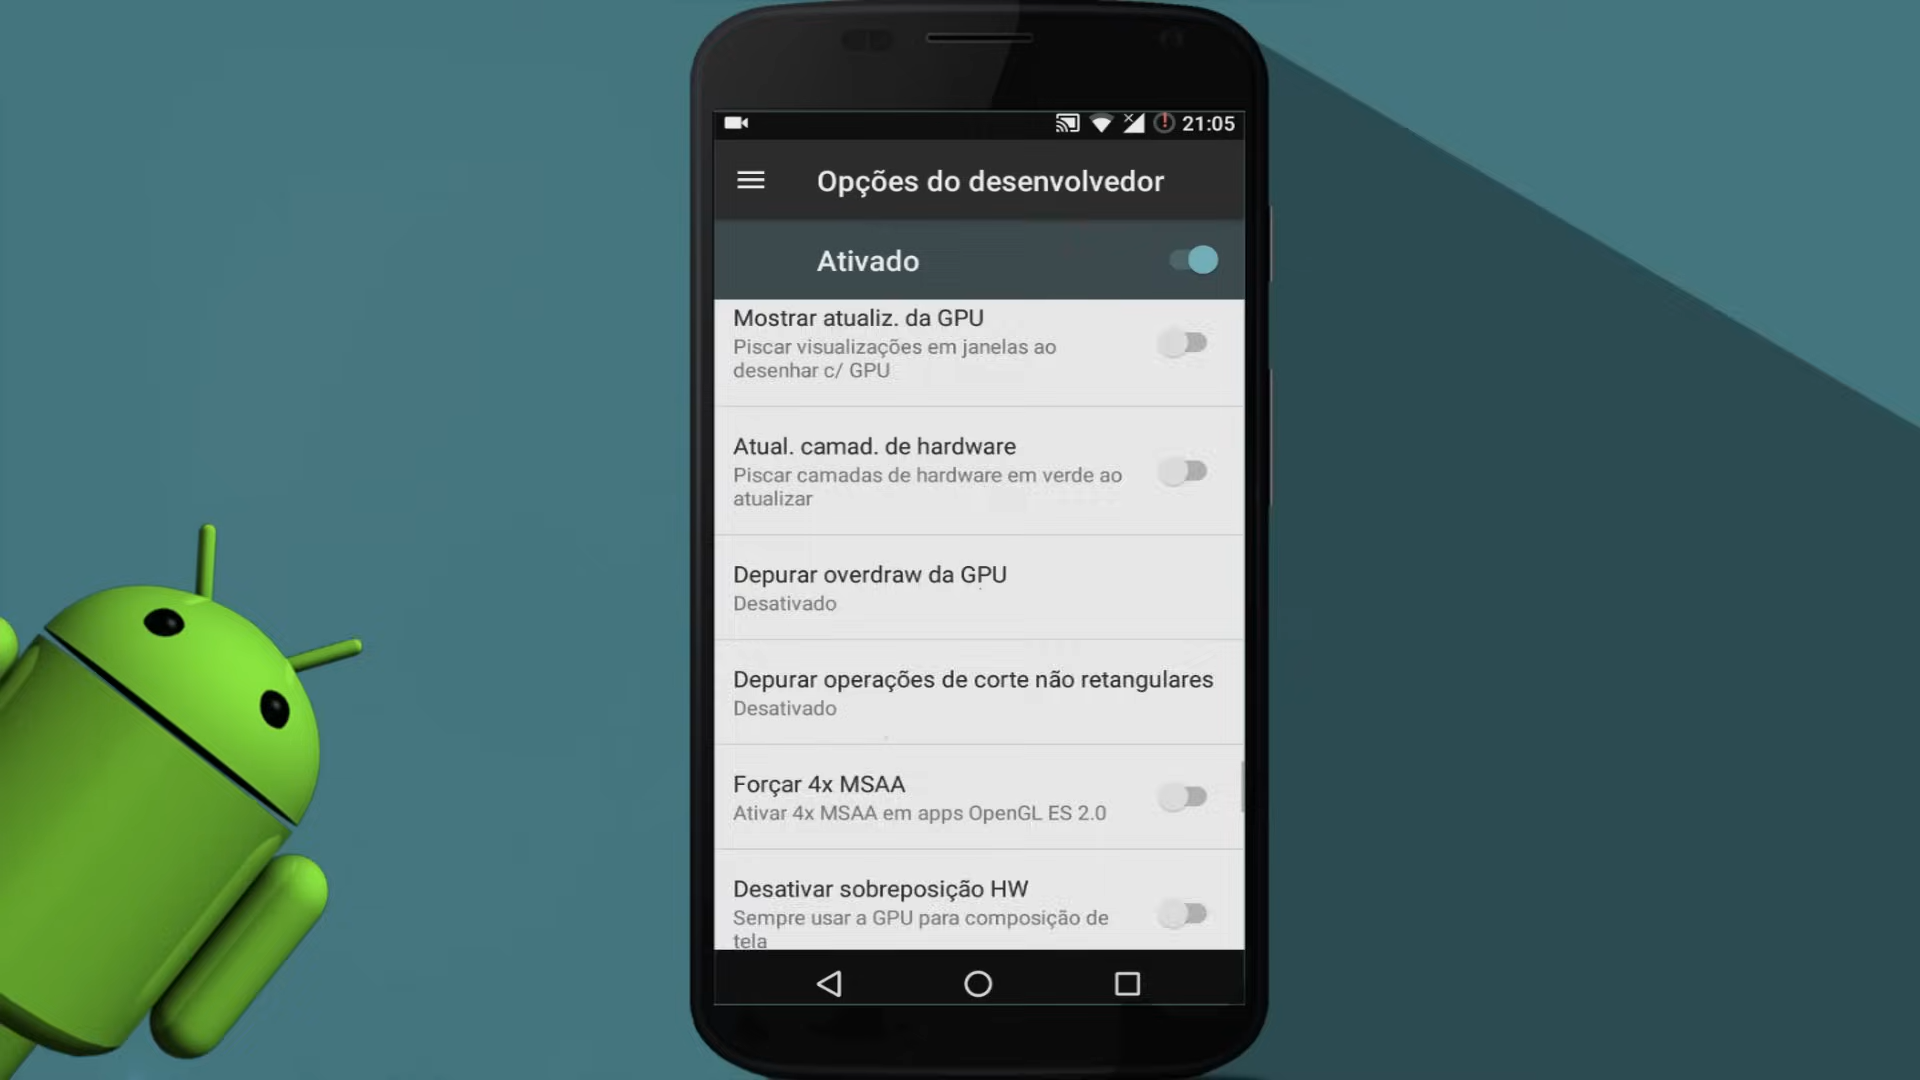 21:05
Opções do desenvolvedor
Ativado
Mostrar atualiz. da GPU
Piscar visualizações em janelas ao
desenhar c/ GPU
Atual. camad. de hardware
Piscar camadas de hardware em verde ao
atualizar
Depurar overdraw da GPU
Desativado
Depurar operações de corte não retangulares
Desativado
Forçar 4x MSAA
Ativar 4x MSAA em apps OpenGL ES 2.0
Desativar sobreposição HW
Sempre usar a GPU para composição de
tela